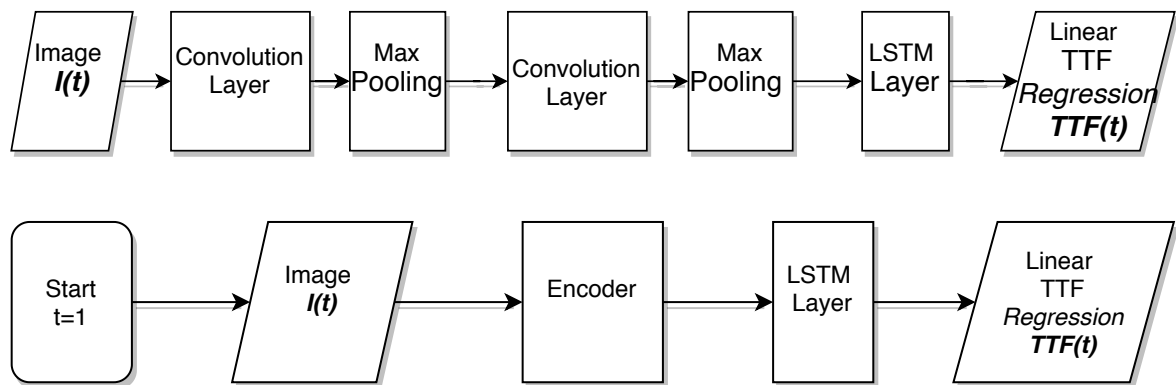 Image
I(t)
Convolution
Layer
Max
Pooling
Convolution
Layer
Max
Pooling
LSTM
Layer
Linear
TTF
Regression
TTF(t)
Start
t=1
Image
I(t)
Encoder
LSTM
Layer
Linear
TTF
Regression
TTF(t)